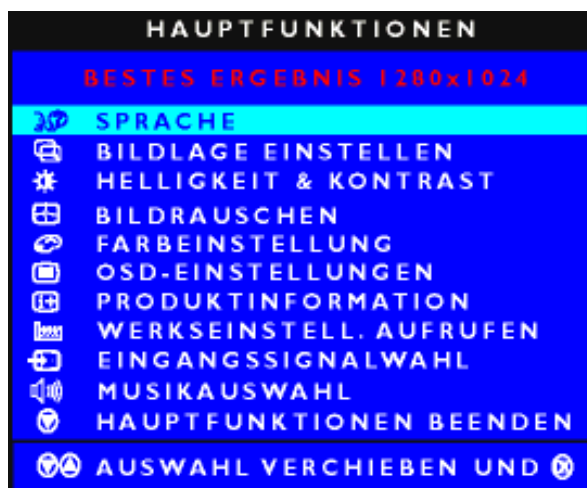 HAUPTFUNKTIONEN
BESTES ERGEBNIS 1280x1024
SPRACHE
BILDLAGE EINSTELLEN
HELLIGKEIT & KONTRAST
BILDRAUSCHEN
FARBEINSTELLUNG
OSD-EINSTELLUNGEN
PRODUKTINFORMATION
WERKSEINSTELL. AUFRUFEN
EINGANGSSIGNALWAHL
MUSIKAUSWAHL
HAUPTFUNKTIONEN BEENDEN
AUSWAHL VERCHIEBEN UND